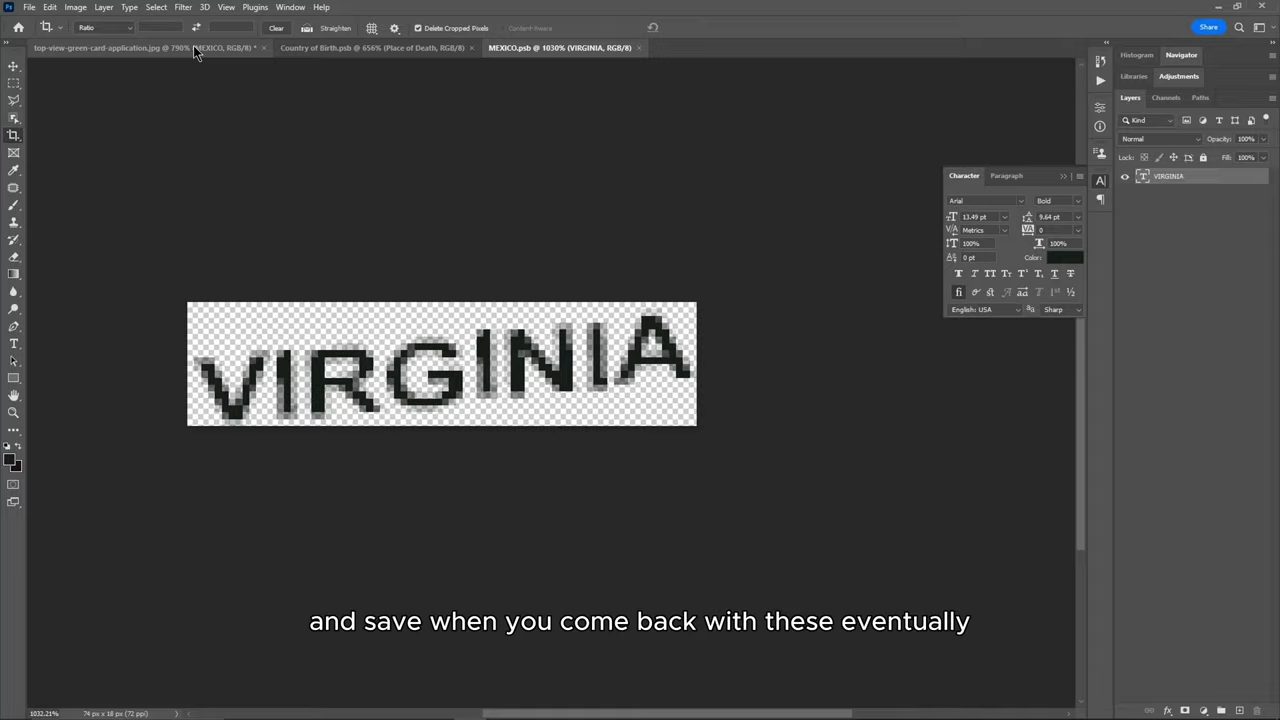 Ps File Edit Image Layer Type Select Filter 3D View Plugins Window Help
Ratio Clear Straighten Delete Cropped Pixels Content-Aware Share
top-view-green-card-application.jpg @ 790% (MEXICO, RGB/8) * × Country of Birth.psb @ 656% (Place of Death, RGB/8) × MEXICO.psb @ 1030% (VIRGINIA, RGB/8) ×
Histogram Navigator
Libraries Adjustments
Layers Channels Paths
Kind
Normal Opacity: 100%
Lock: Fill: 100%
VIRGINIA
Character Paragraph
Arial Bold
13.49 pt 9.64 pt
Metrics 0
100% 100%
0 pt Color:
English: USA Sharp
VIRGINIA
and save when you come back with these eventually
1032.21% 74 px x 18 px (72 ppi)